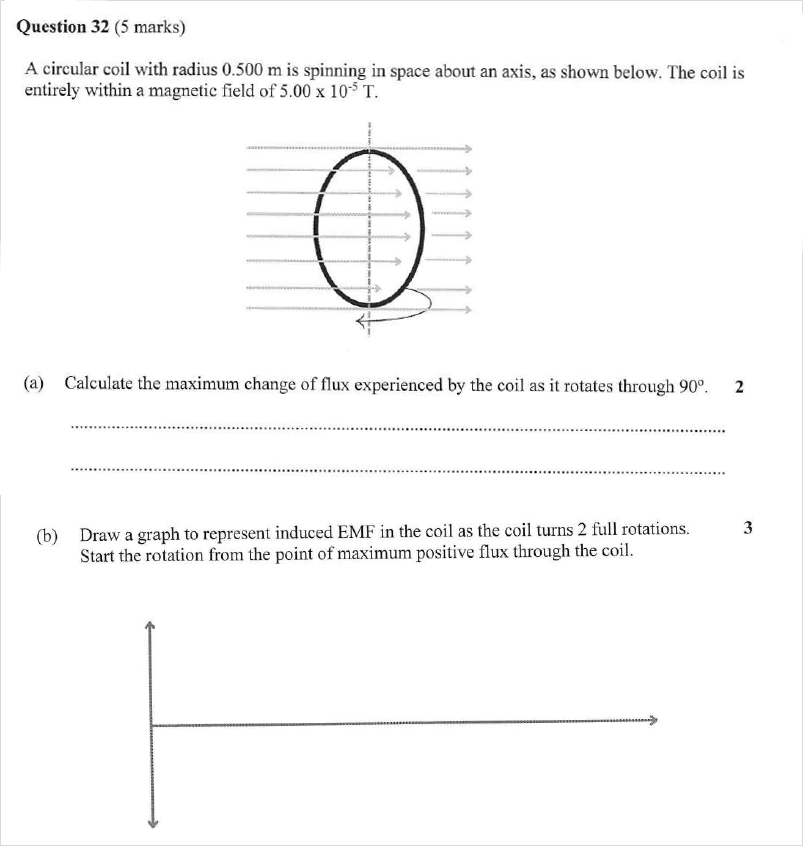 Question 32 (5 marks)
A circular coil with radius 0.500 m is spinning in space about an axis, as shown below. The coil is
entirely within a magnetic field of 5.00 x 10⁻⁵ T.
(a) Calculate the maximum change of flux experienced by the coil as it rotates through 90º. 2
(b) Draw a graph to represent induced EMF in the coil as the coil turns 2 full rotations. 3
Start the rotation from the point of maximum positive flux through the coil.